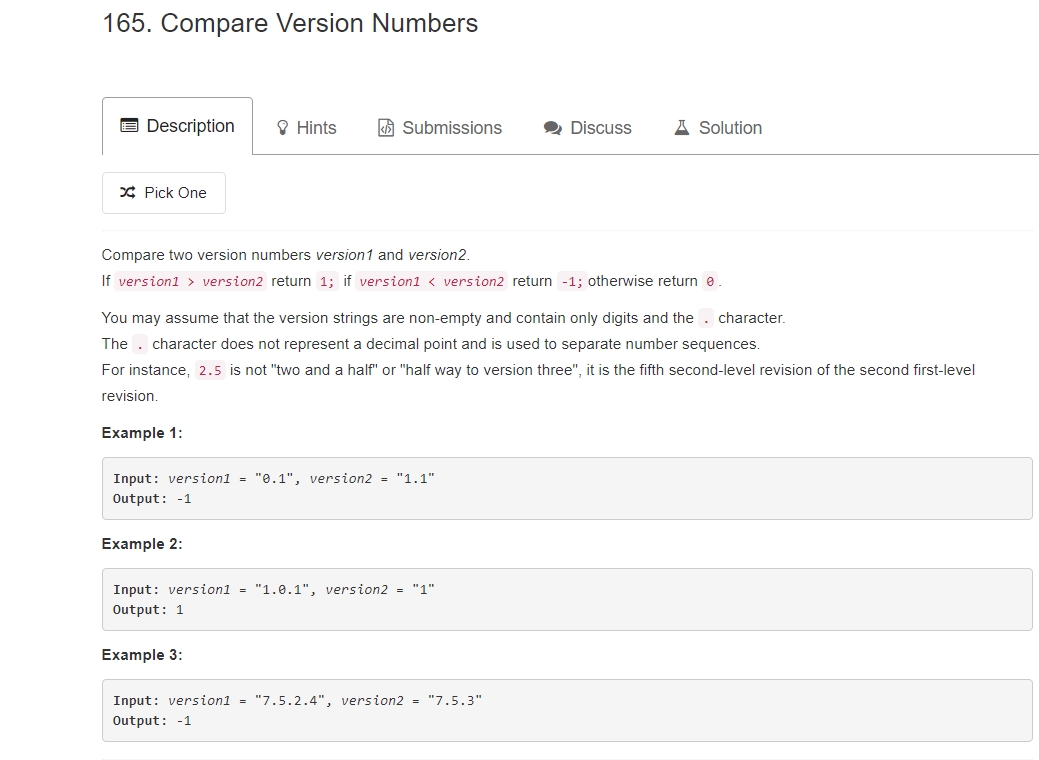 165. Compare Version Numbers
Description Hints Submissions Discuss Solution
Pick One
Compare two version numbers version1 and version2.
If version1 > version2 return 1; if version1 < version2 return -1; otherwise return 0.
You may assume that the version strings are non-empty and contain only digits and the . character.
The . character does not represent a decimal point and is used to separate number sequences.
For instance, 2.5 is not "two and a half" or "half way to version three", it is the fifth second-level revision of the second first-level
revision.
Example 1:
Input: version1 = "0.1", version2 = "1.1"
Output: -1
Example 2:
Input: version1 = "1.0.1", version2 = "1"
Output: 1
Example 3:
Input: version1 = "7.5.2.4", version2 = "7.5.3"
Output: -1